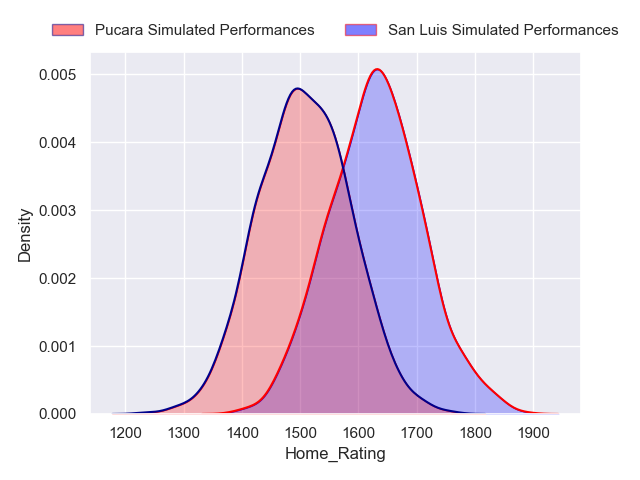 Pucara Simulated Performances San Luis Simulated Performances
0.005
0.004
0.003
0.002
0.001
0.000
Density
1200 1300 1400 1500 1600 1700 1800 1900
Home_Rating